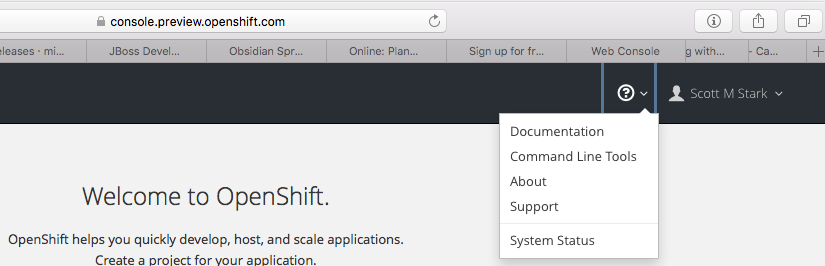 console.preview.openshift.com
eleases · mi...
JBoss Devel...
Obsidian Spr...
Online: Plan...
Sign up for fr...
Web Console
g with...
- Ca...
Scott M Stark
Documentation
Command Line Tools
About
Support
System Status
Welcome to OpenShift.
OpenShift helps you quickly develop, host, and scale applications.
Create a project for your application.